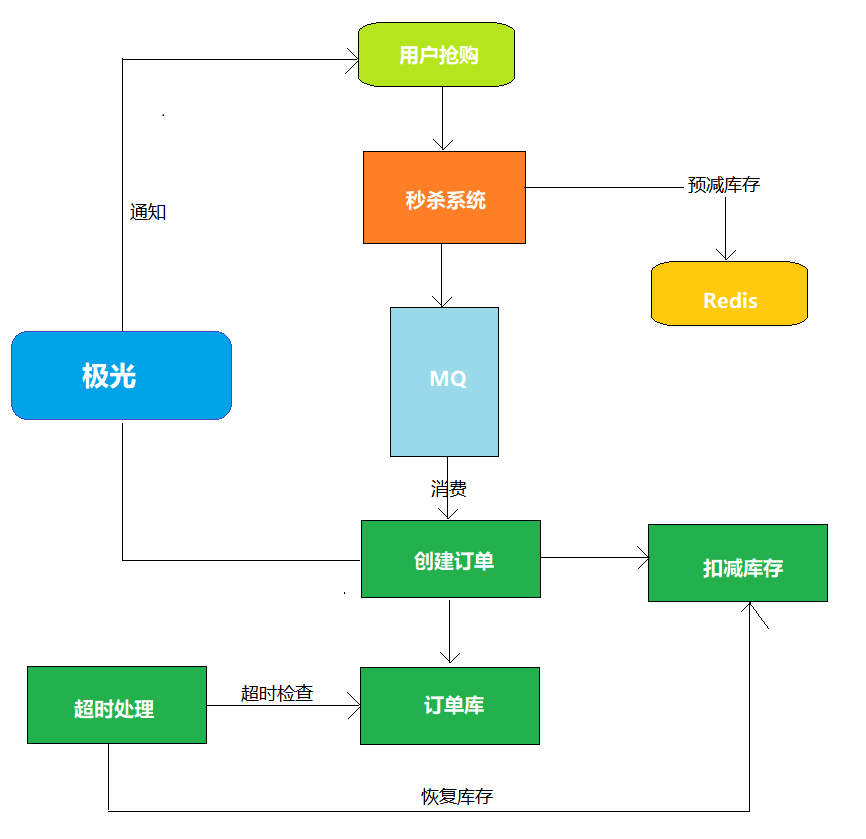 用户抢购
秒杀系统
预减库存
通知
Redis
极光
MQ
消费
创建订单
扣减库存
超时处理
超时检查
订单库
恢复库存